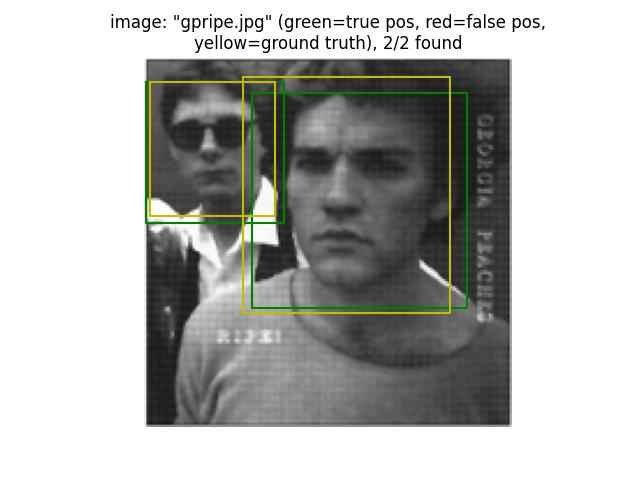 image: "gpripe.jpg" (green=true pos, red=false pos,
yellow=ground truth), 2/2 found
GEORGIA PEACHES
RIPE!